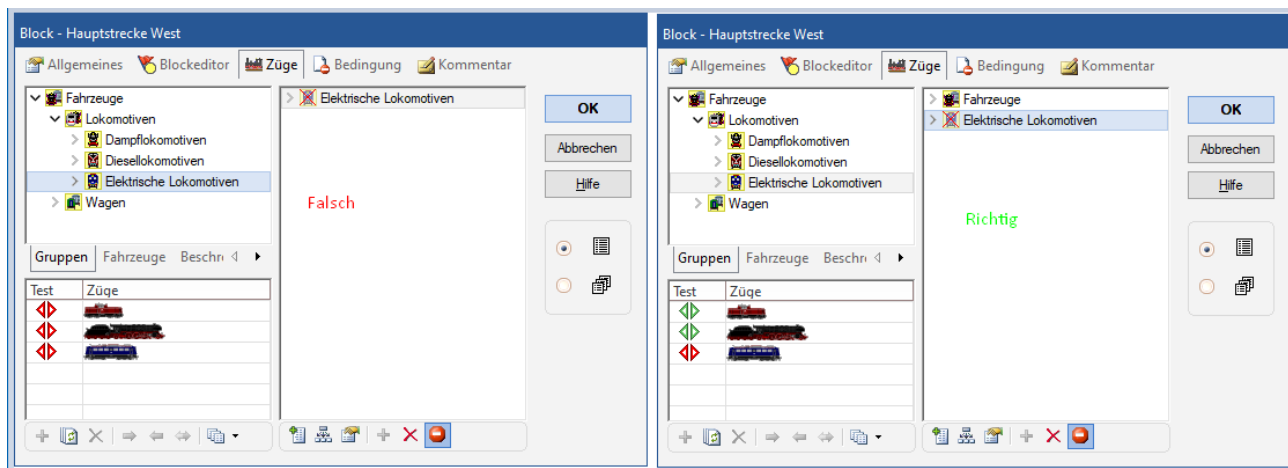 Block - Hauptstrecke West
Allgemeines Blockeditor Züge Bedingung Kommentar
Fahrzeuge
Lokomotiven
Dampflokomotiven
Diesellokomotiven
Elektrische Lokomotiven
Wagen
Gruppen Fahrzeuge Beschr
Test Züge
Elektrische Lokomotiven
Falsch
OK
Abbrechen
Hilfe
Block - Hauptstrecke West
Allgemeines Blockeditor Züge Bedingung Kommentar
Fahrzeuge
Lokomotiven
Dampflokomotiven
Diesellokomotiven
Elektrische Lokomotiven
Wagen
Gruppen Fahrzeuge Beschr
Test Züge
Fahrzeuge
Elektrische Lokomotiven
Richtig
OK
Abbrechen
Hilfe